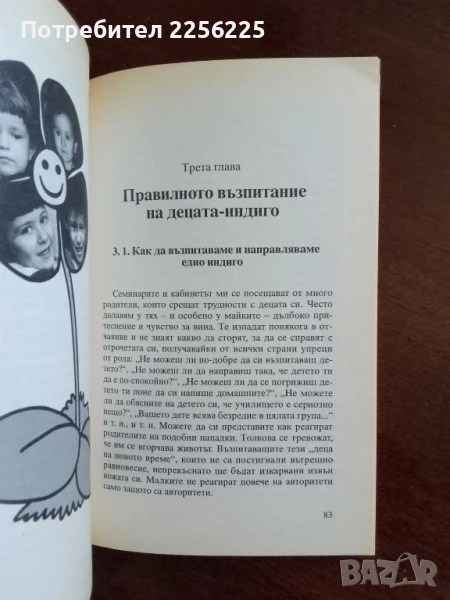 Потребител 2256225
Трета глава
Правилното възпитание
на децата-индиго
3. 1. Как да възпитаваме и направляваме
едно индиго
Семинарите и кабинетът ми се посещават от много
родители, които срещат трудности с децата си. Често
долавям у тях – и особено у майките – дълбоко при-
теснение и чувство за вина. Те изпадат понякога в от-
чаяние и не знаят какво да сторят, за да се справят с
отрочетата си, получавайки от всички страни упреци
от рода: „Не можеш ли по-добре да си възпитаваш де-
тето?“, „Не можеш ли да направиш така, че детето ти
да е по-спокойно?“, „Не можеш ли да се погрижиш де-
тето ти поне да си напише домашните?“, „Не можеш
ли да обясниш на детето си, че училището е сериозно
нещо?“, „Вашето дете всява безредие в цялата група...“
и т. н., и т. н. Можете да си представите как реагират
родителите на подобни нападки. Толкова се тревожат,
че им се вгорчава животът. Възпитаващите тези „деца
на новото време“, които не са постигнали вътрешно
равновесие, непрекъснато ще бъдат изкарвани извън
кожата си. Малките не реагират повече на авторитети
само защото са авторитети.
83
BAZAR